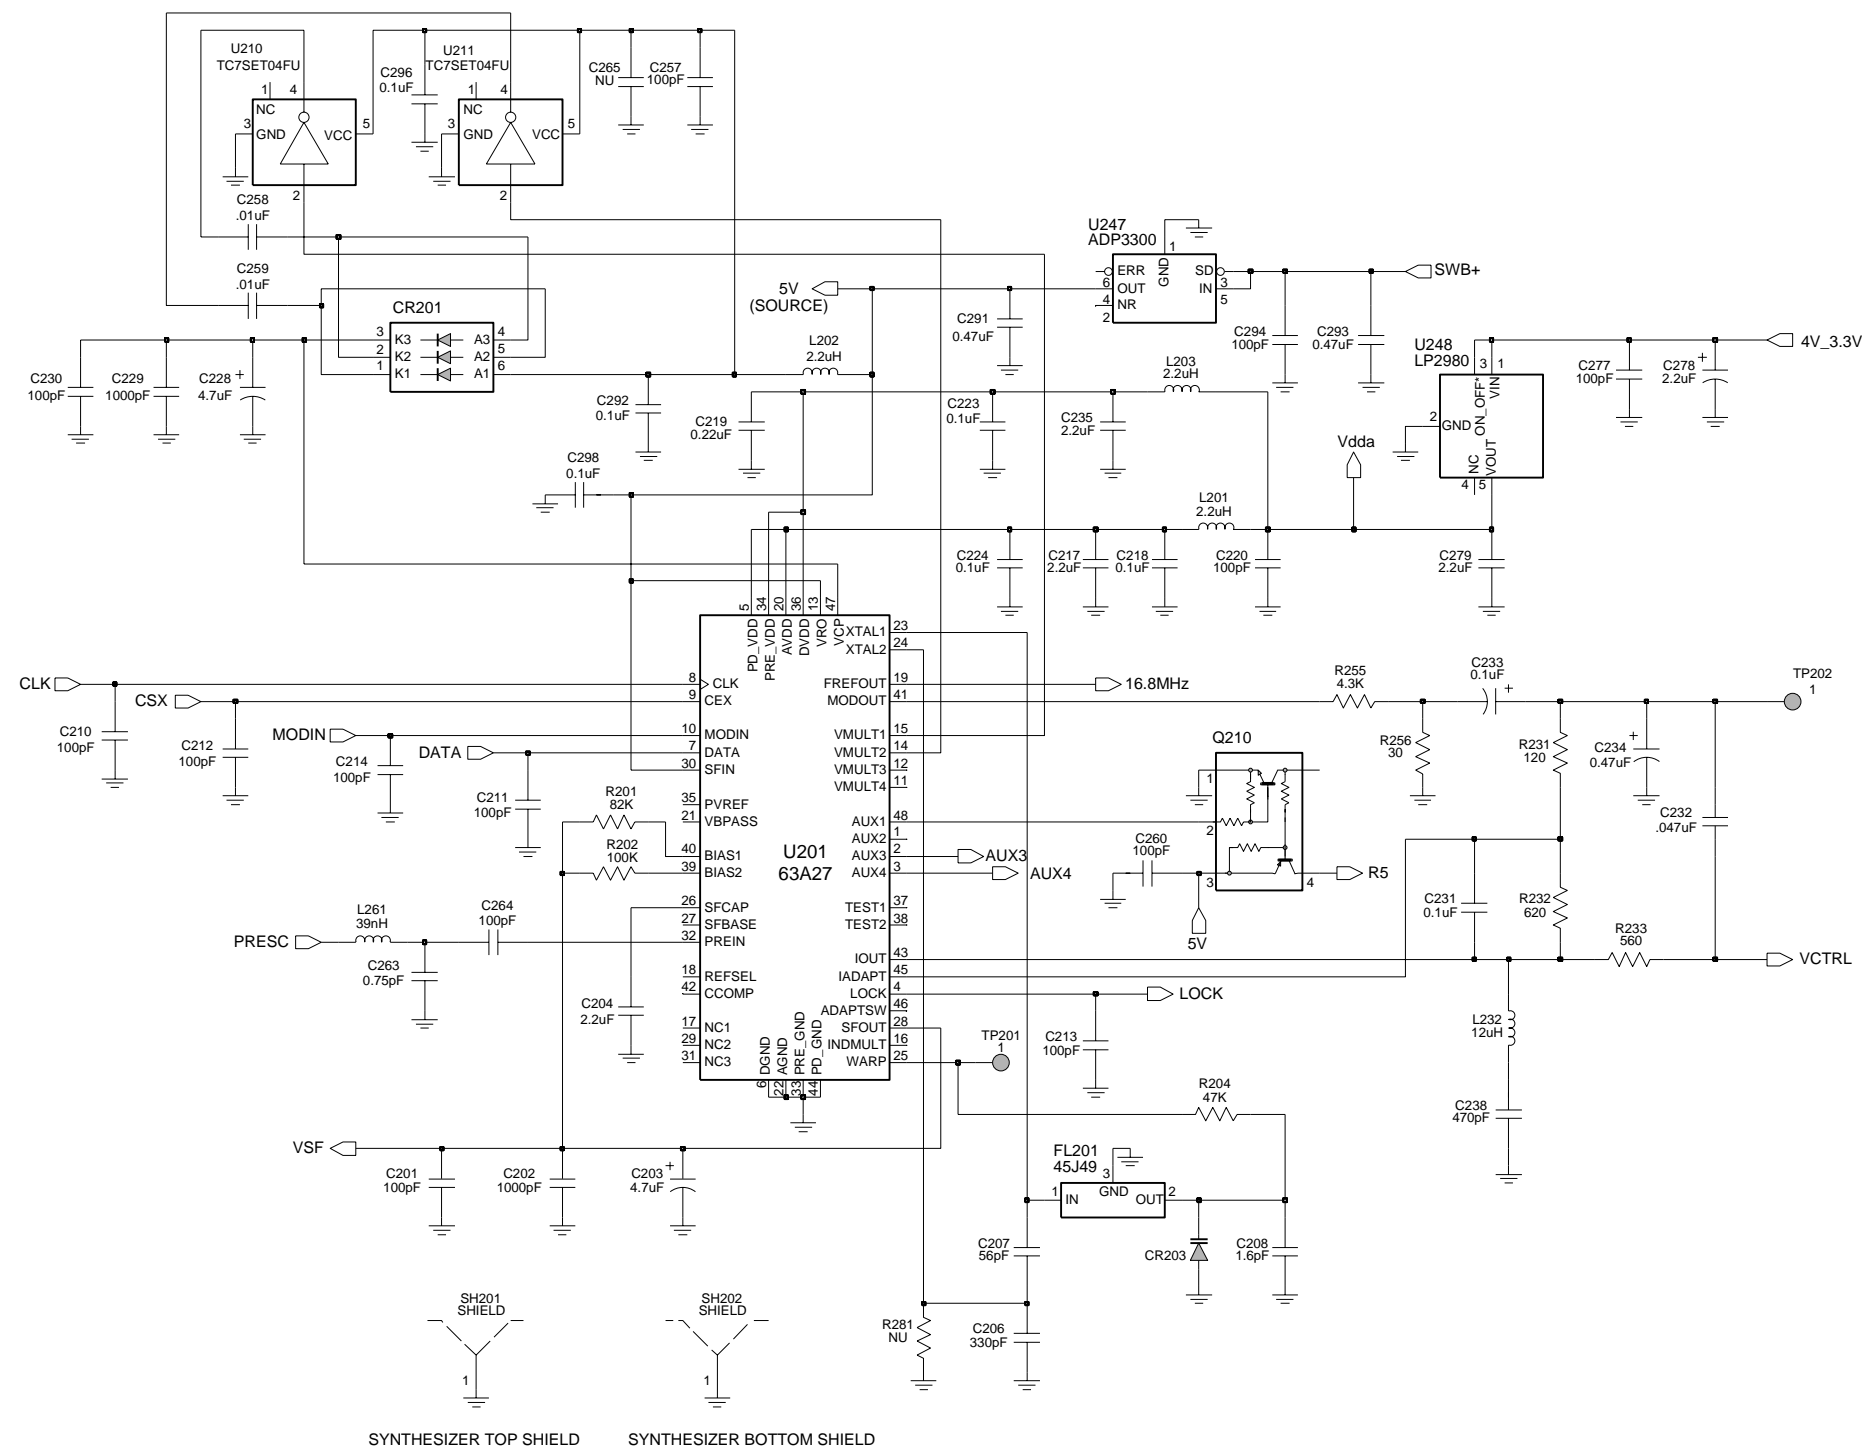 U210
TC7SET04FU
1
4
NC
3
GND
VCC
5
2
C296
0.1uF
U211
TC7SET04FU
1
4
NC
3
GND
VCC
5
2
C265
NU
C257
100pF
C258
.01uF
C259
.01uF
CR201
3
K3
A3
4
2
K2
A2
5
1
K1
A1
6
C230
100pF
C229
1000pF
C228
4.7uF
+
5V
(SOURCE)
L202
2.2uH
C292
0.1uF
C219
0.22uF
C298
0.1uF
U247
ADP3300
1
GND
ERR
SD
6
OUT
IN
3
4
NR
5
2
SWB+
C291
0.47uF
C294
100pF
C293
0.47uF
L203
2.2uH
C223
0.1uF
C235
2.2uF
U248
LP2980
3
1
ON_OFF*
VIN
2
GND
NC
VOUT
4
5
4V_3.3V
C277
100pF
C278
2.2uF
+
Vdda
L201
2.2uH
C224
0.1uF
C217
2.2uF
C218
0.1uF
C220
100pF
C279
2.2uF
5
34
20
36
13
47
PD_VDD
PRE_VDD
AVDD
DVDD
VRO
VCP
XTAL1
23
XTAL2
24
CLK
8
CLK
FREFOUT
19
16.8MHz
CSX
9
CEX
MODOUT
41
C210
100pF
C212
100pF
MODIN
10
MODIN
VMULT1
15
DATA
7
DATA
VMULT2
14
30
SFIN
VMULT3
12
VMULT4
11
C214
100pF
C211
100pF
35
PVREF
21
VBPASS
AUX1
48
AUX2
1
R201
82K
R202
100K
40
BIAS1
AUX3
2
AUX3
39
BIAS2
AUX4
3
AUX4
U201
63A27
26
SFCAP
TEST1
37
27
SFBASE
TEST2
38
PRESC
L261
39nH
C264
100pF
32
PREIN
C263
0.75pF
IOUT
43
18
REFSEL
IADAPT
45
42
CCOMP
LOCK
4
LOCK
ADAPTSW
46
C204
2.2uF
17
NC1
SFOUT
28
29
NC2
INDMULT
16
31
NC3
WARP
25
DGND
AGND
PRE_GND
PD_GND
6
22
33
44
R255
4.3K
C233
0.1uF
+
TP202
1
R256
30
R231
120
C234
0.47uF
+
C232
.047uF
Q210
1
2
3
4
C260
100pF
5V
R5
C231
0.1uF
R232
620
R233
560
VCTRL
L232
12uH
C238
470pF
C213
100pF
TP201
1
R204
47K
VSF
C201
100pF
C202
1000pF
C203
4.7uF
+
FL201
45J49
3
1
IN
GND
OUT
2
C207
56pF
CR203
C208
1.6pF
R281
NU
C206
330pF
SH201
SHIELD
1
SH202
SHIELD
1
SYNTHESIZER TOP SHIELD
SYNTHESIZER BOTTOM SHIELD